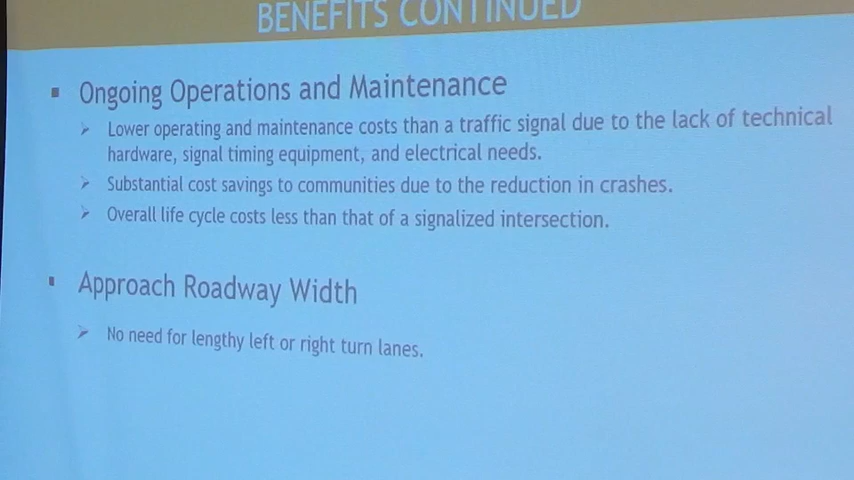 BENEFITS CONTINUED
▪ Ongoing Operations and Maintenance
➢ Lower operating and maintenance costs than a traffic signal due to the lack of technical
hardware, signal timing equipment, and electrical needs.
➢ Substantial cost savings to communities due to the reduction in crashes.
➢ Overall life cycle costs less than that of a signalized intersection.
▪ Approach Roadway Width
➢ No need for lengthy left or right turn lanes.